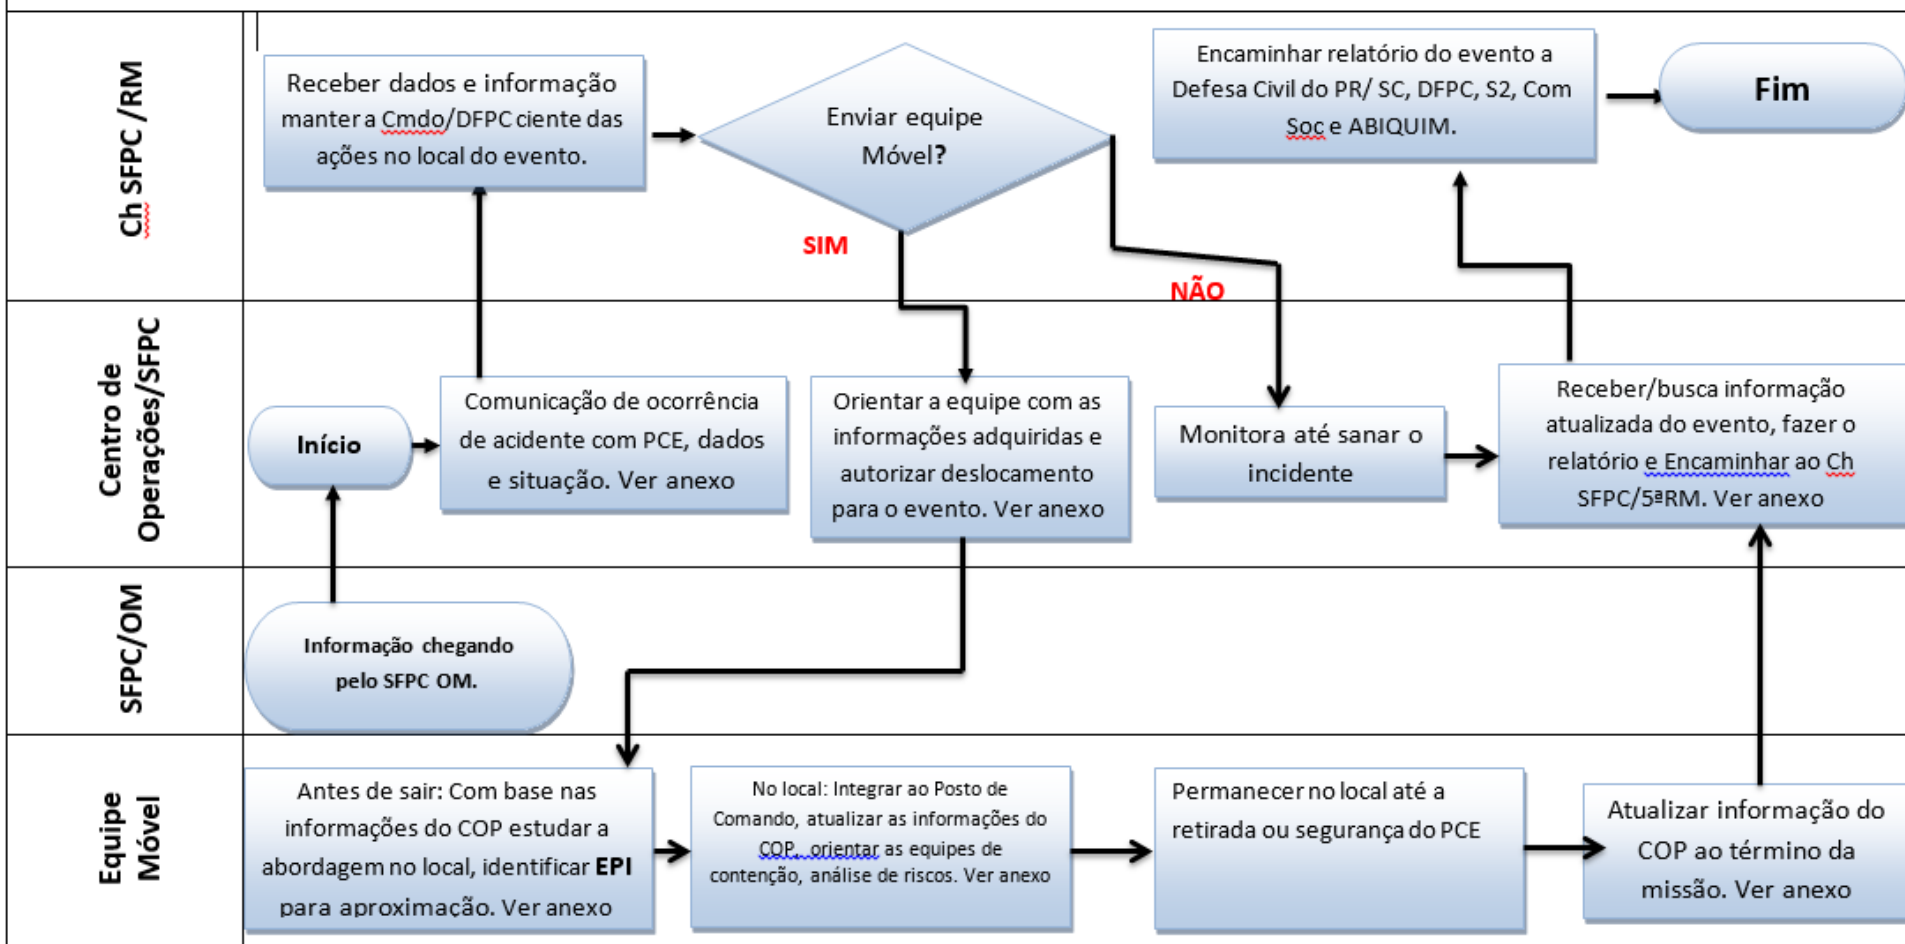 Ch SFPC /RM
Receber dados e informação
manter a Cmdo/DFPC ciente das
ações no local do evento.
Enviar equipe
Móvel?
SIM
NÃO
Encaminhar relatório do evento a
Defesa Civil do PR/ SC, DFPC, S2, Com
Soc e ABIQUIM.
Fim
Centro de
Operações/SFPC
Início
Comunicação de ocorrência
de acidente com PCE, dados
e situação. Ver anexo
Orientar a equipe com as
informações adquiridas e
autorizar deslocamento
para o evento. Ver anexo
Monitora até sanar o
incidente
Receber/busca informação
atualizada do evento, fazer o
relatório e Encaminhar ao Ch
SFPC/5ªRM. Ver anexo
SFPC/OM
Informação chegando
pelo SFPC OM.
Equipe
Móvel
Antes de sair: Com base nas
informações do COP estudar a
abordagem no local, identificar EPI
para aproximação. Ver anexo
No local: Integrar ao Posto de
Comando, atualizar as informações do
COP, orientar as equipes de
contenção, análise de riscos. Ver anexo
Permanecer no local até a
retirada ou segurança do PCE
Atualizar informação do
COP ao término da
missão. Ver anexo